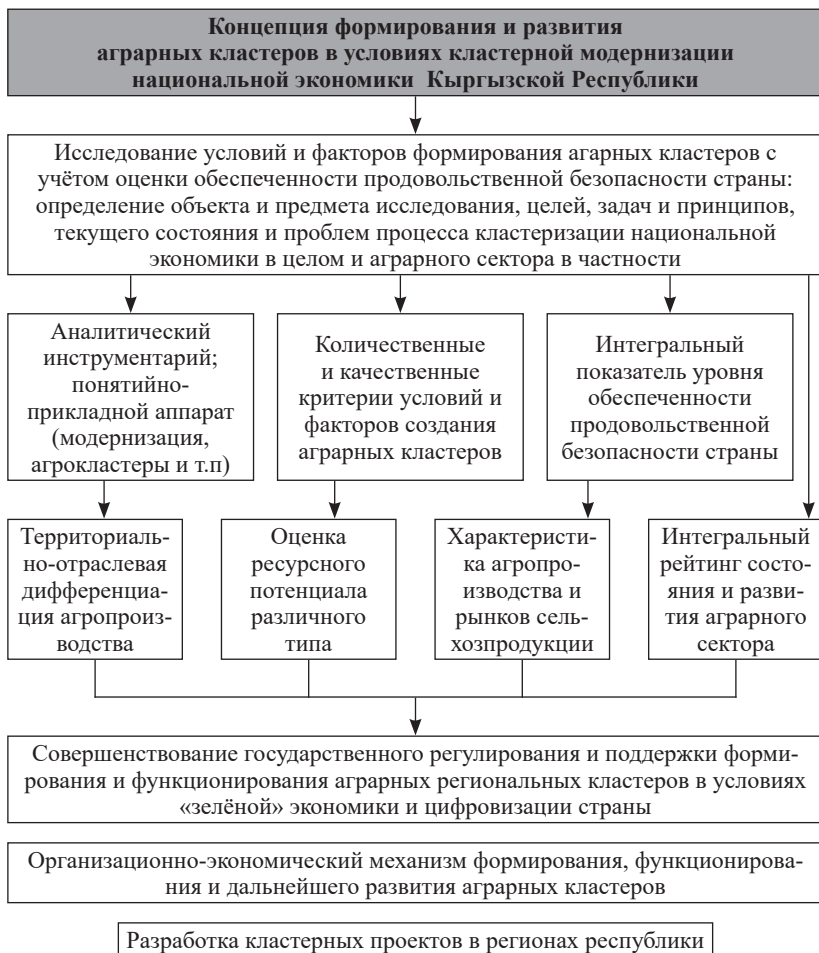 Концепция формирования и развития
аграрных кластеров в условиях кластерной модернизации
национальной экономики Кыргызской Республики
Исследование условий и факторов формирования агарных кластеров с
учётом оценки обеспеченности продовольственной безопасности страны:
определение объекта и предмета исследования, целей, задач и принципов,
текущего состояния и проблем процесса кластеризации национальной
экономики в целом и аграрного сектора в частности
Аналитический
инструментарий;
понятийно-
прикладной аппарат
(модернизация,
агрокластеры и т.п)
Количественные
и качественные
критерии условий и
факторов создания
аграрных кластеров
Интегральный
показатель уровня
обеспеченности
продовольственной
безопасности страны
Территориаль-
но-отраслевая
дифференциа-
ция агропроиз-
водства
Оценка
ресурсного
потенциала
различного
типа
Характеристи-
ка агропро-
изводства и
рынков сель-
хозпродукции
Интегральный
рейтинг состо-
яния и разви-
тия аграрного
сектора
Совершенствование государственного регулирования и поддержки форми-
рования и функционирования аграрных региональных кластеров в условиях
«зелёной» экономики и цифровизации страны
Организационно-экономический механизм формирования, функционирова-
ния и дальнейшего развития аграрных кластеров
Разработка кластерных проектов в регионах республики